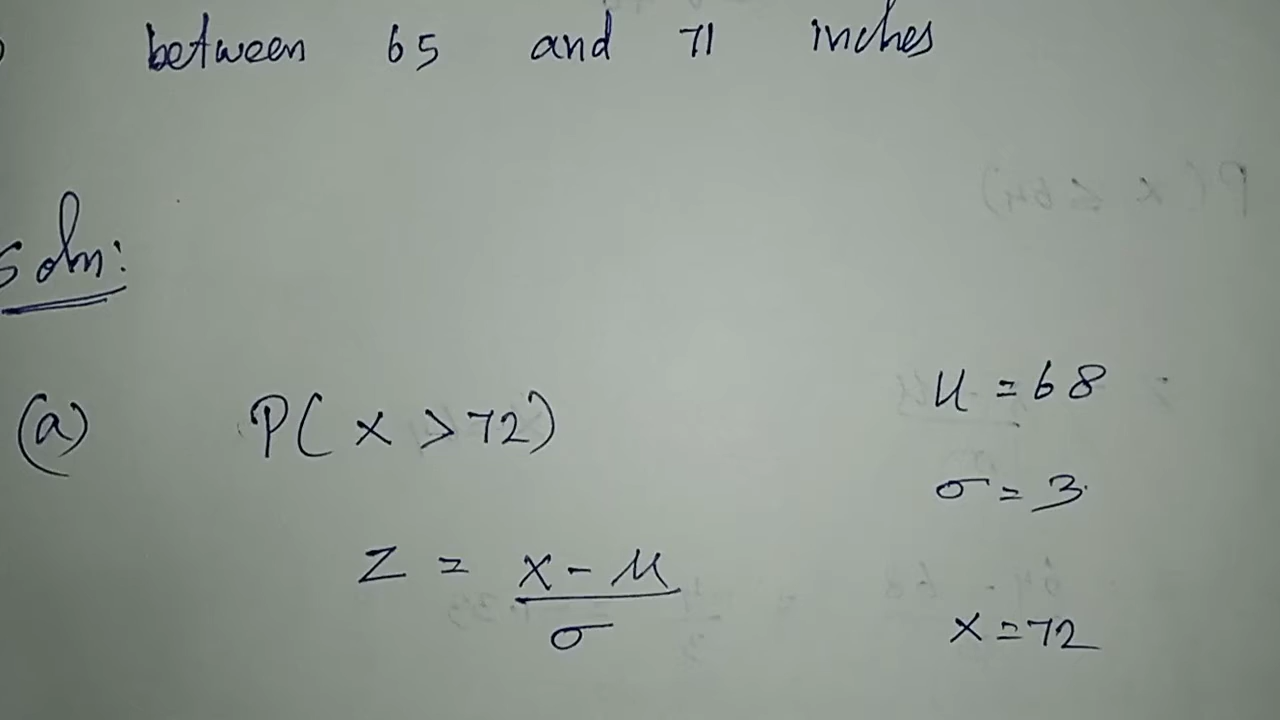 between 65 and 71 inches
Soln:
(a) P( x > 72)
μ = 68
σ = 3.
z = x - μ / σ
x = 72